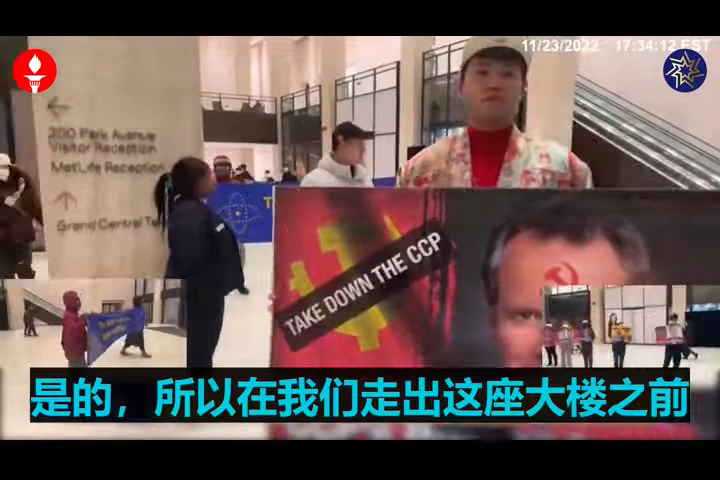 11/23/2022 17:34:12 EST
200 Park Avenue
Visitor Reception
MetLife Reception
Grand Central
TAKE DOWN THE CCP
是的，所以在我们走出这座大楼之前